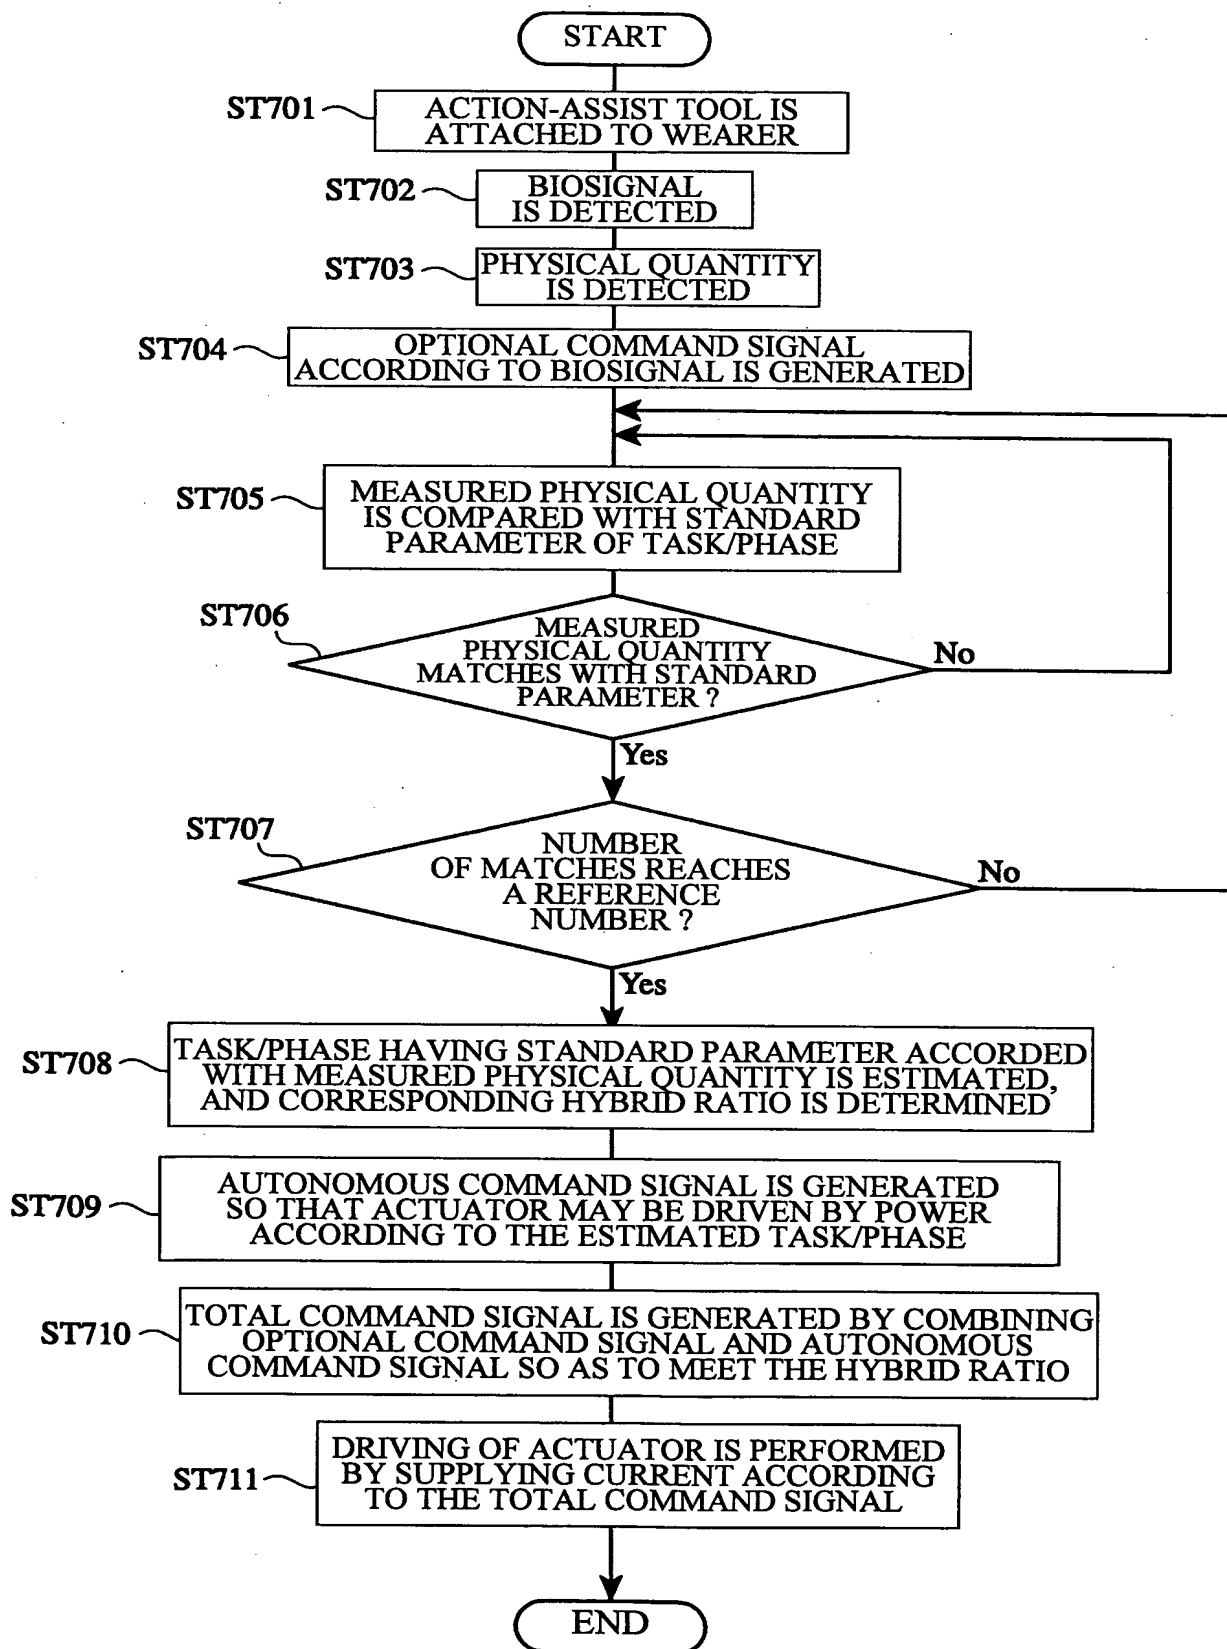 START
ST701
ACTION-ASSIST TOOL IS
ATTACHED TO WEARER
ST702
BIOSIGNAL
IS DETECTED
ST703
PHYSICAL QUANTITY
IS DETECTED
ST704
OPTIONAL COMMAND SIGNAL
ACCORDING TO BIOSIGNAL IS GENERATED
ST705
MEASURED PHYSICAL QUANTITY
IS COMPARED WITH STANDARD
PARAMETER OF TASK/PHASE
ST706
MEASURED
PHYSICAL QUANTITY
MATCHES WITH STANDARD
PARAMETER ?
No
Yes
ST707
NUMBER
OF MATCHES REACHES
A REFERENCE
NUMBER ?
No
Yes
ST708
TASK/PHASE HAVING STANDARD PARAMETER ACCORDED
WITH MEASURED PHYSICAL QUANTITY IS ESTIMATED,
AND CORRESPONDING HYBRID RATIO IS DETERMINED
ST709
AUTONOMOUS COMMAND SIGNAL IS GENERATED
SO THAT ACTUATOR MAY BE DRIVEN BY POWER
ACCORDING TO THE ESTIMATED TASK/PHASE
ST710
TOTAL COMMAND SIGNAL IS GENERATED BY COMBINING
OPTIONAL COMMAND SIGNAL AND AUTONOMOUS
COMMAND SIGNAL SO AS TO MEET THE HYBRID RATIO
ST711
DRIVING OF ACTUATOR IS PERFORMED
BY SUPPLYING CURRENT ACCORDING
TO THE TOTAL COMMAND SIGNAL
END